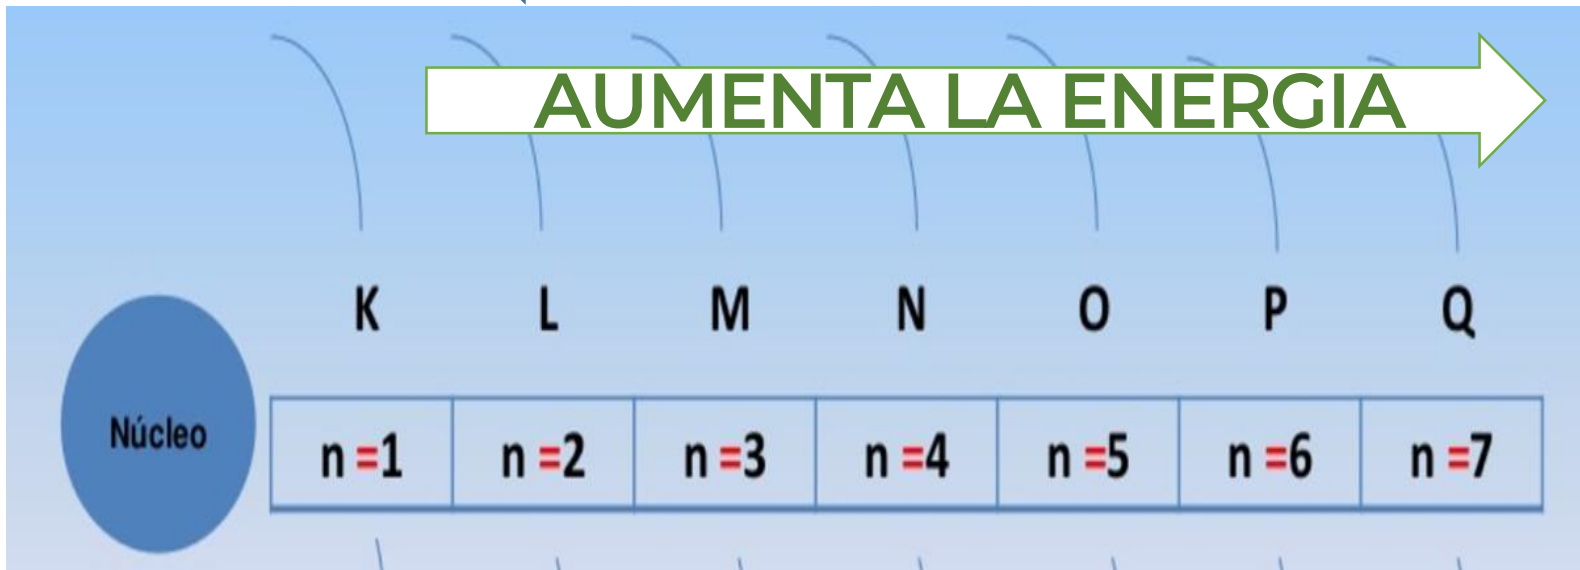 AUMENTA LA ENERGIA
K L M N O P Q
Núcleo
n =1 n =2 n =3 n =4 n =5 n =6 n =7